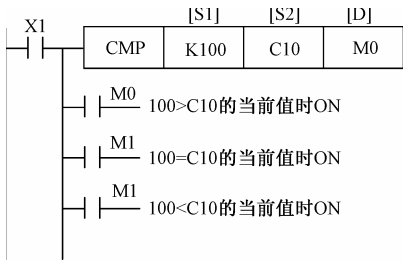 [S1] [S2] [D]
X1
CMP K100 C10 M0
M0 100>C10的当前值时ON
M1 100=C10的当前值时ON
M1 100<C10的当前值时ON